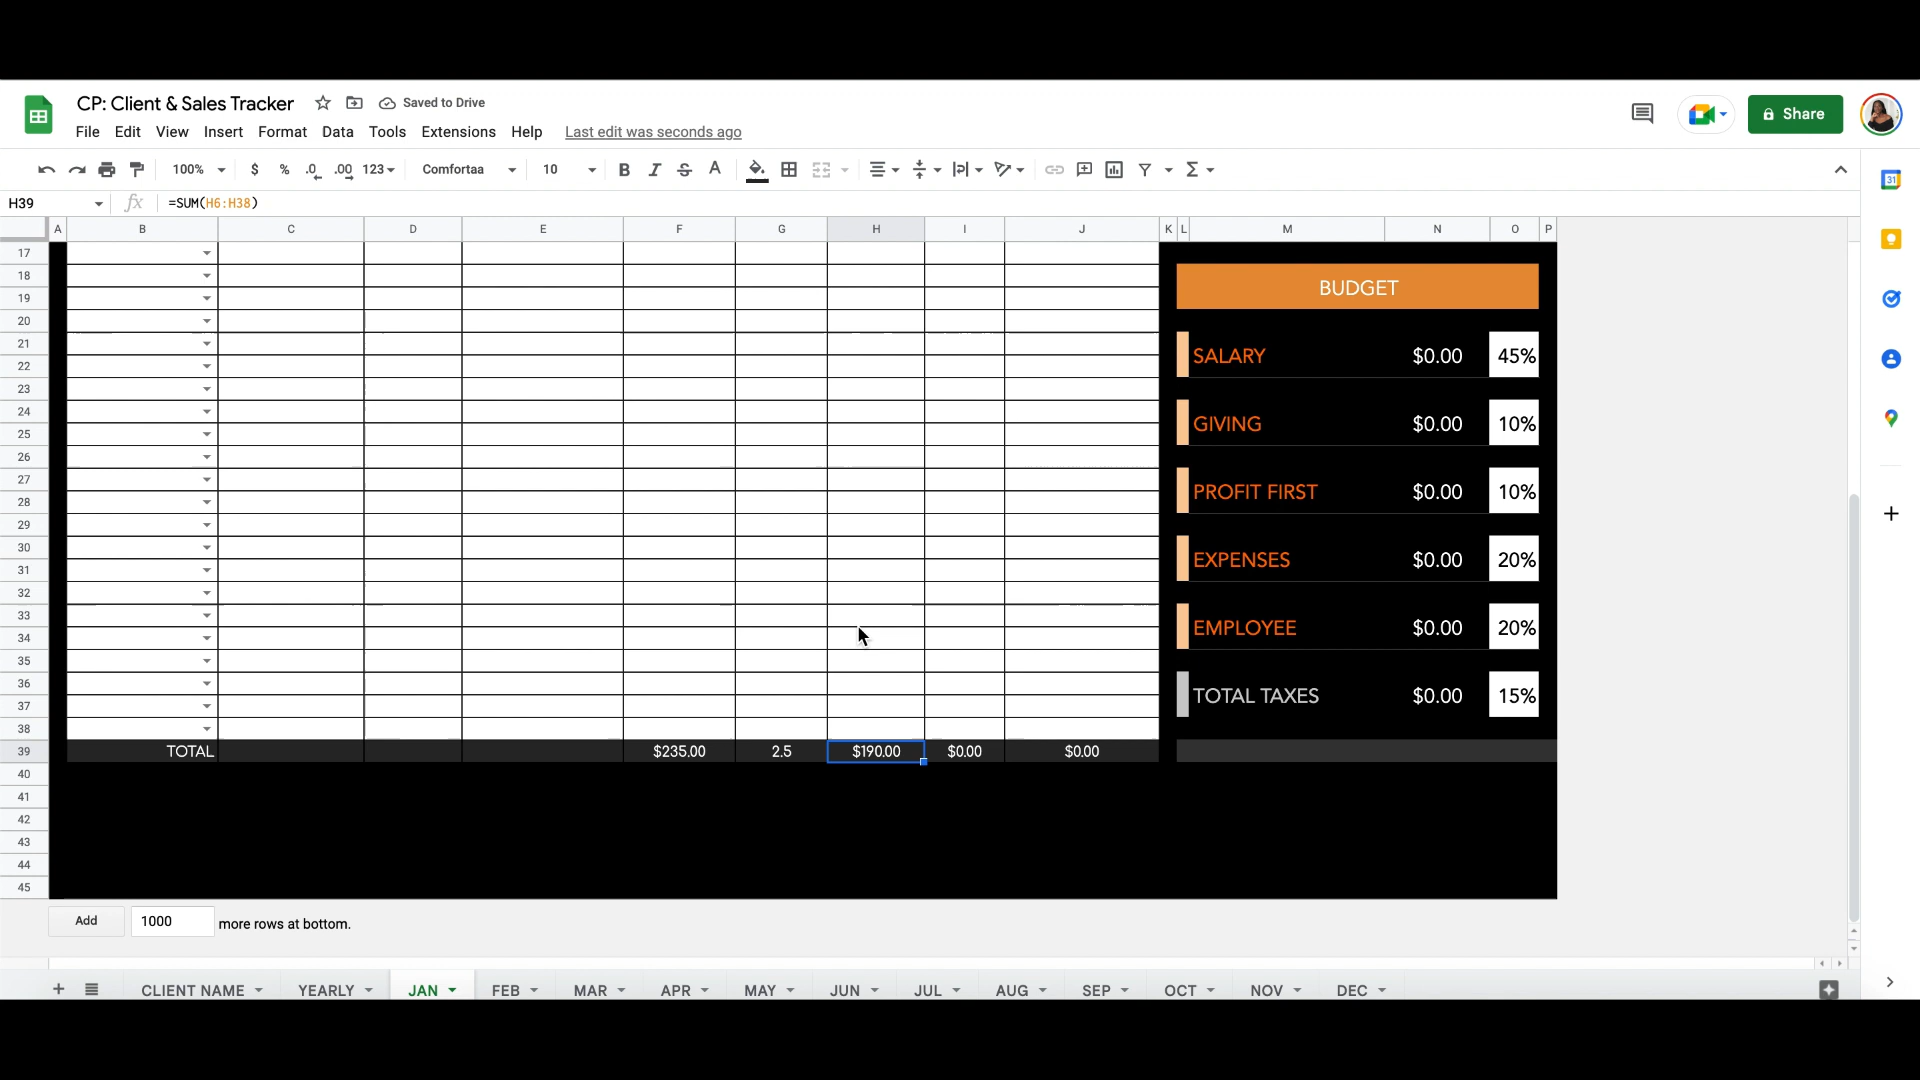 CP: Client & Sales Tracker
Saved to Drive
File Edit View Insert Format Data Tools Extensions Help Last edit was seconds ago
Share
100% $ % .0 .00 123 Comfortaa 10 B I S A
31
H39 fx =SUM(H6:H38)
A B C D E F G H I J K L M N O P
17
18 BUDGET
19
20
21
22 SALARY $0.00 45%
23
24
25 GIVING $0.00 10%
26
27
28 PROFIT FIRST $0.00 10%
29
30
31 EXPENSES $0.00 20%
32
33
34 EMPLOYEE $0.00 20%
35
36
37 TOTAL TAXES $0.00 15%
38
39 TOTAL $235.00 2.5 $190.00 $0.00 $0.00
40
41
42
43
44
45
Add 1000 more rows at bottom.
CLIENT NAME YEARLY JAN FEB MAR APR MAY JUN JUL AUG SEP OCT NOV DEC